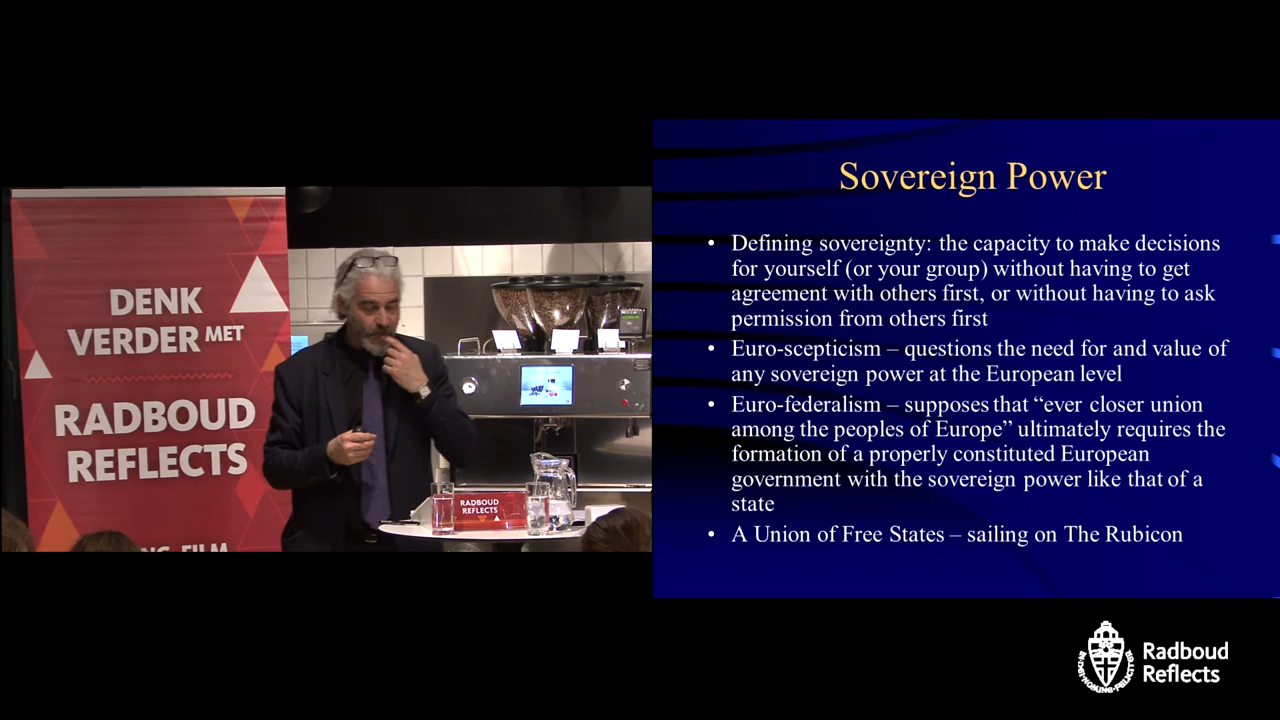 DENK
VERDER MET
RADBOUD
REFLECTS
RADBOUD
REFLECTS
Sovereign Power
• Defining sovereignty: the capacity to make decisions
for yourself (or your group) without having to get
agreement with others first, or without having to ask
permission from others first
• Euro-scepticism – questions the need for and value of
any sovereign power at the European level
• Euro-federalism – supposes that “ever closer union
among the peoples of Europe” ultimately requires the
formation of a properly constituted European
government with the sovereign power like that of a
state
• A Union of Free States – sailing on The Rubicon
Radboud
Reflects